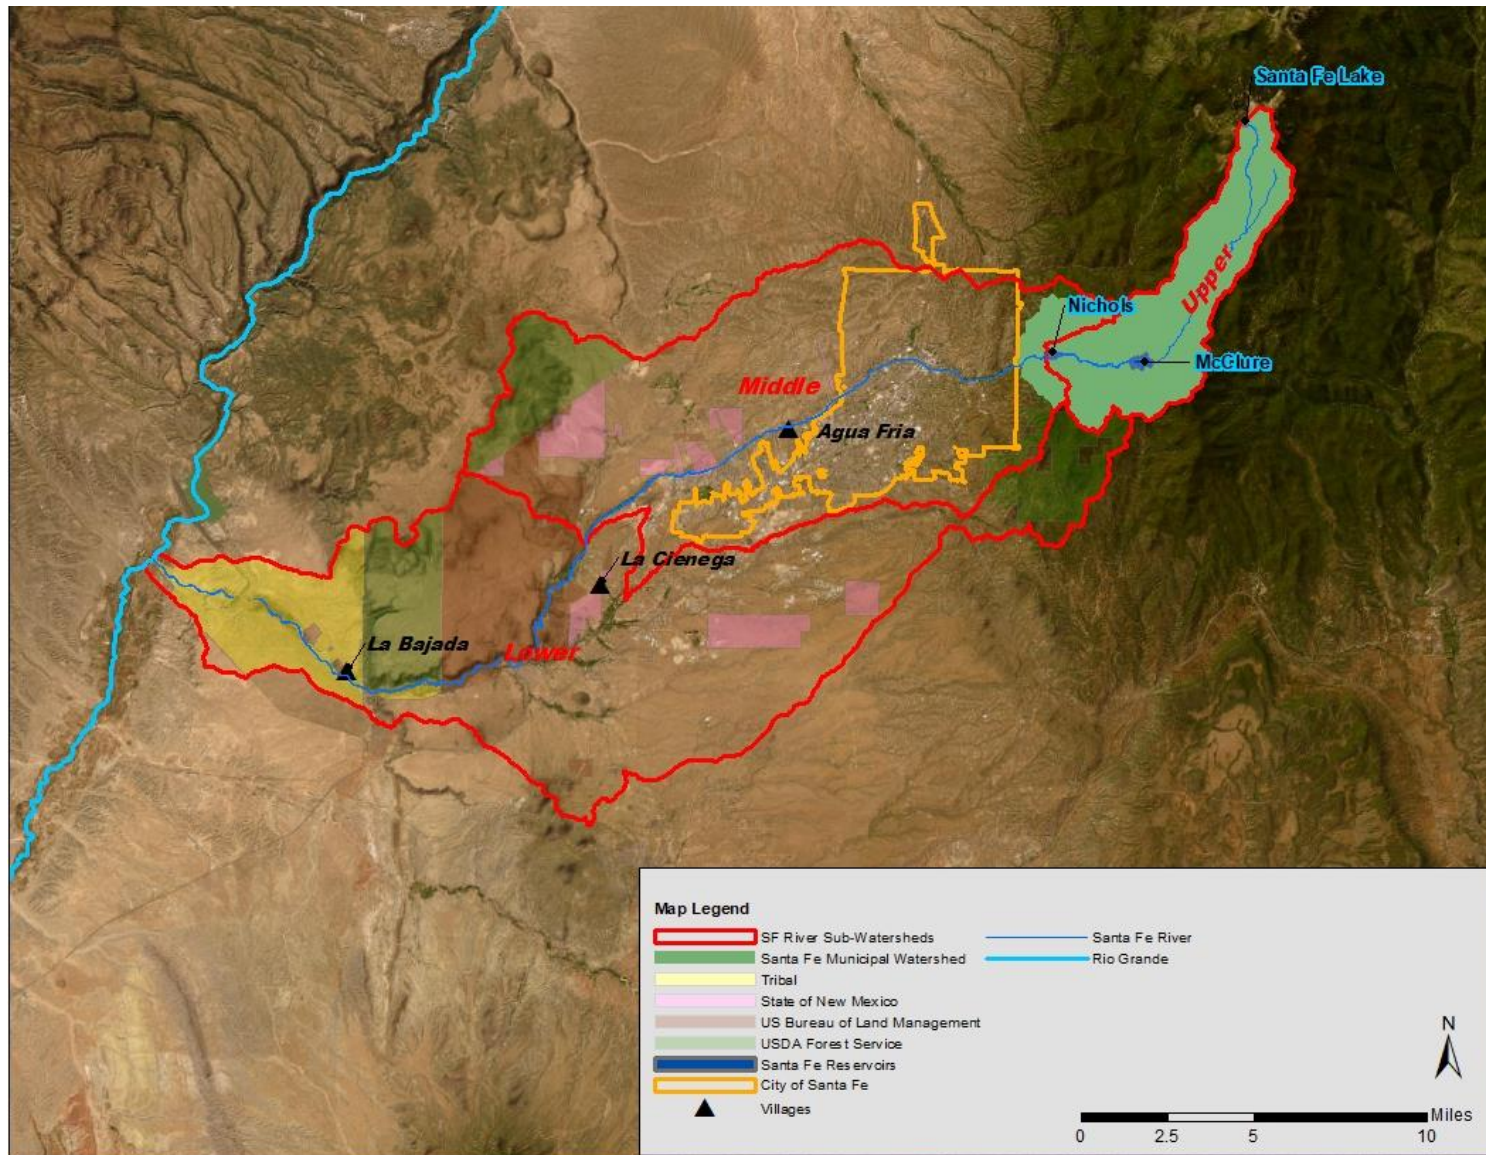 Santa Fe Lake
Upper
Nichols
McClure
Middle
Agua Fria
La Cienega
La Bajada
Lower
Map Legend
SF River Sub-Watersheds
Santa Fe River
Santa Fe Municipal Watershed
Rio Grande
Tribal
State of New Mexico
US Bureau of Land Management
USDA Forest Service
Santa Fe Reservoirs
City of Santa Fe
Villages
N
Miles
0 2.5 5 10